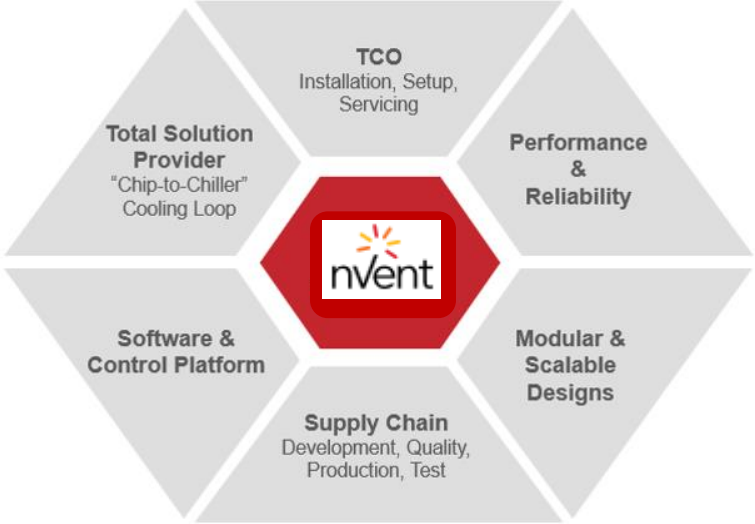 TCO
Installation, Setup,
Servicing
Performance
&
Reliability
Modular &
Scalable
Designs
Supply Chain
Development, Quality,
Production, Test
Software &
Control Platform
Total Solution
Provider
“Chip-to-Chiller”
Cooling Loop
nVent